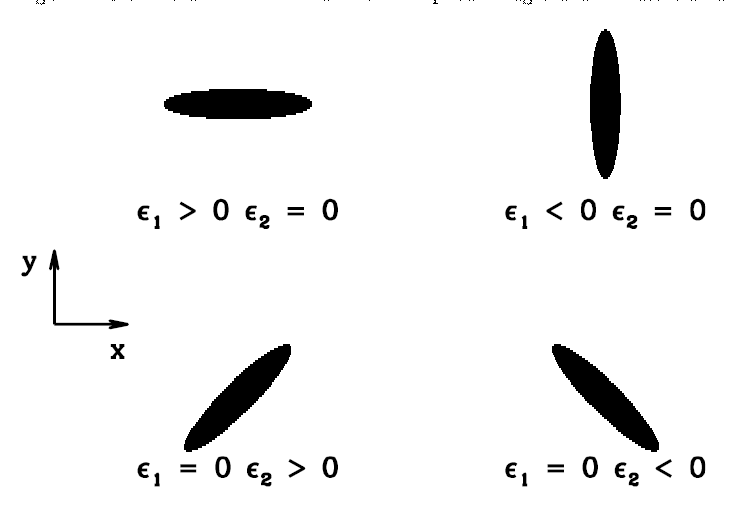 ϵ₁ > 0 ϵ₂ = 0
ϵ₁ < 0 ϵ₂ = 0
y
x
ϵ₁ = 0 ϵ₂ > 0
ϵ₁ = 0 ϵ₂ < 0